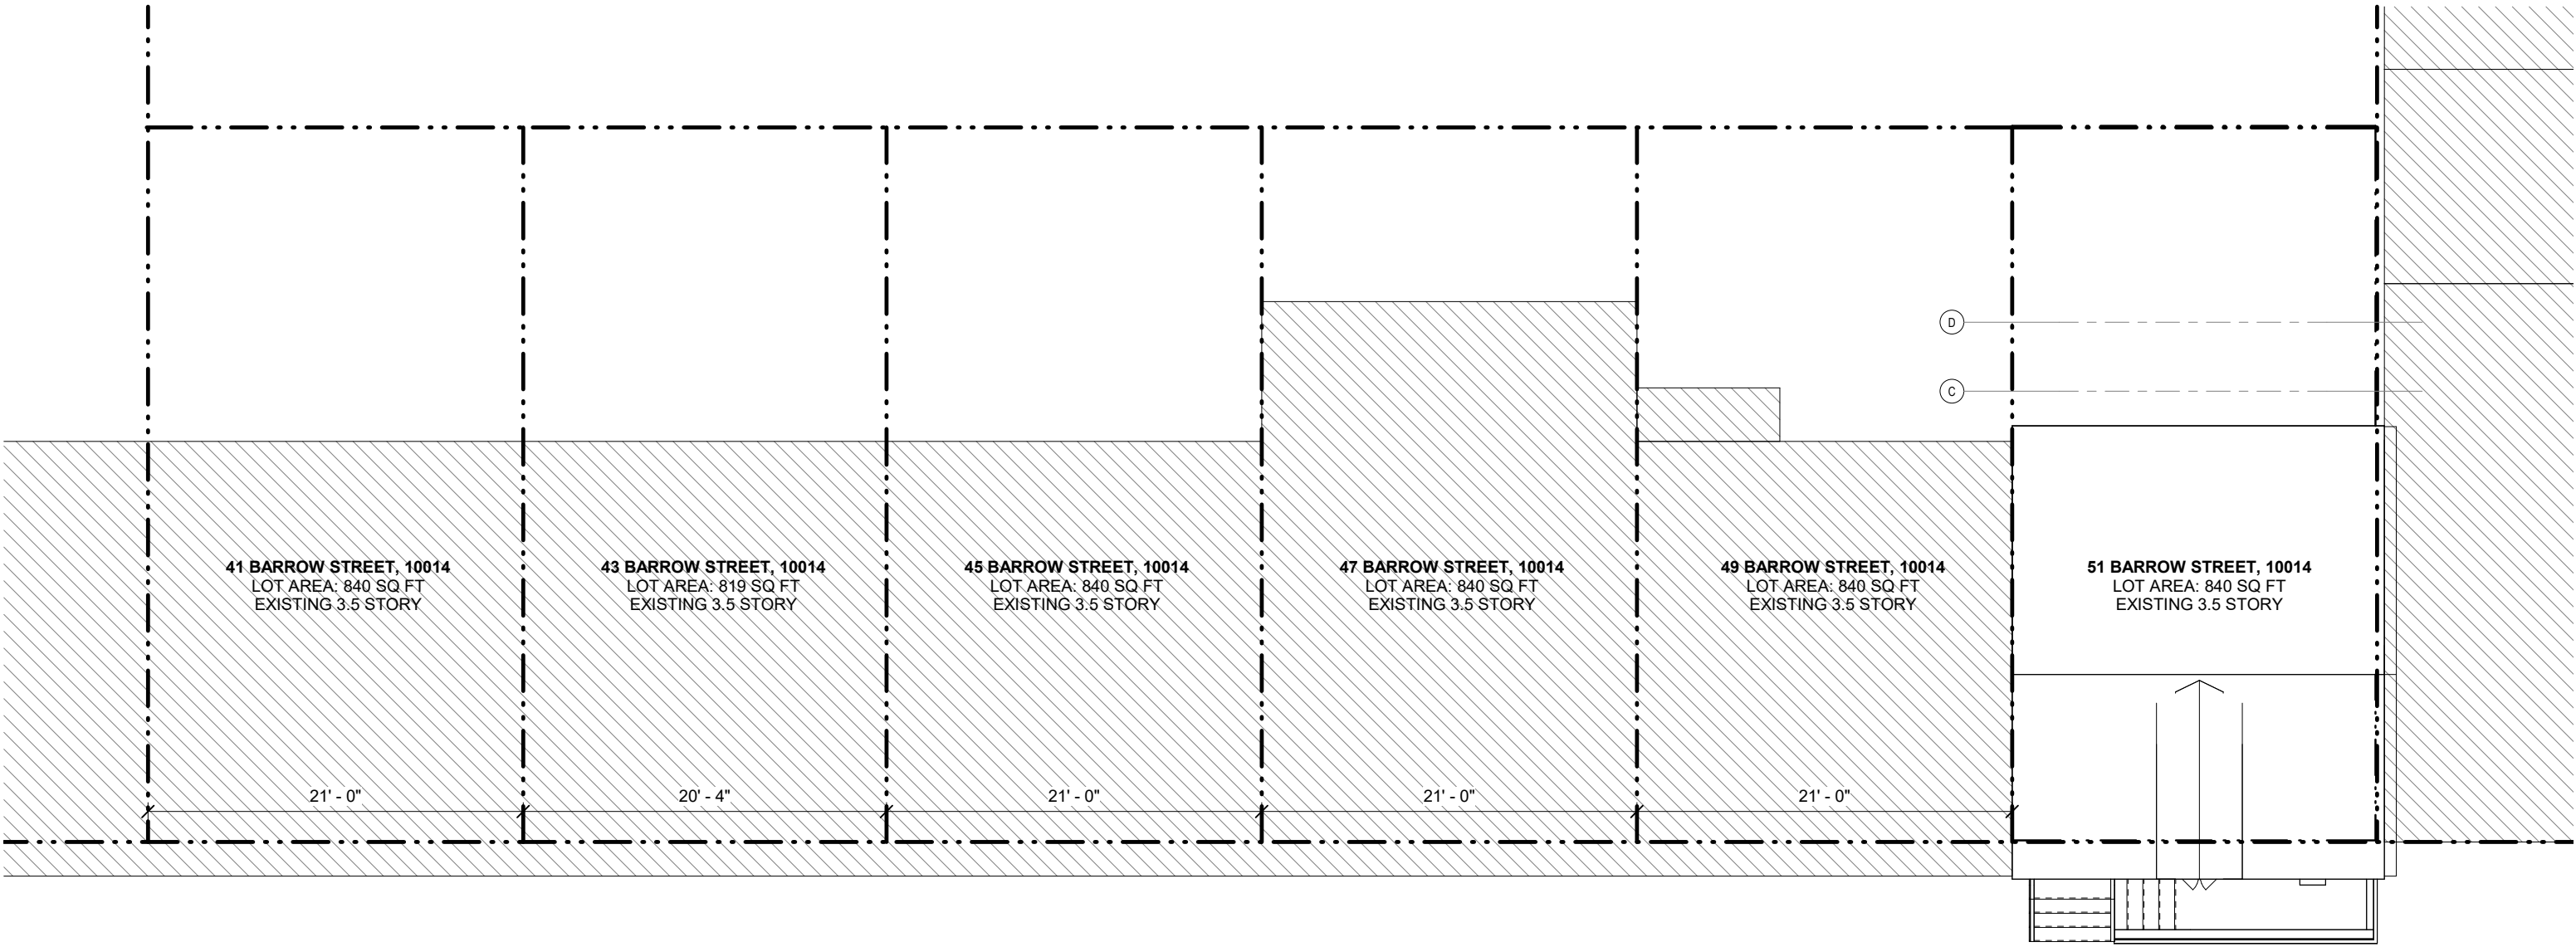 D
C
41 BARROW STREET, 10014
LOT AREA: 840 SQ FT
EXISTING 3.5 STORY
43 BARROW STREET, 10014
LOT AREA: 819 SQ FT
EXISTING 3.5 STORY
45 BARROW STREET, 10014
LOT AREA: 840 SQ FT
EXISTING 3.5 STORY
47 BARROW STREET, 10014
LOT AREA: 840 SQ FT
EXISTING 3.5 STORY
49 BARROW STREET, 10014
LOT AREA: 840 SQ FT
EXISTING 3.5 STORY
51 BARROW STREET, 10014
LOT AREA: 840 SQ FT
EXISTING 3.5 STORY
21' - 0"
20' - 4"
21' - 0"
21' - 0"
21' - 0"